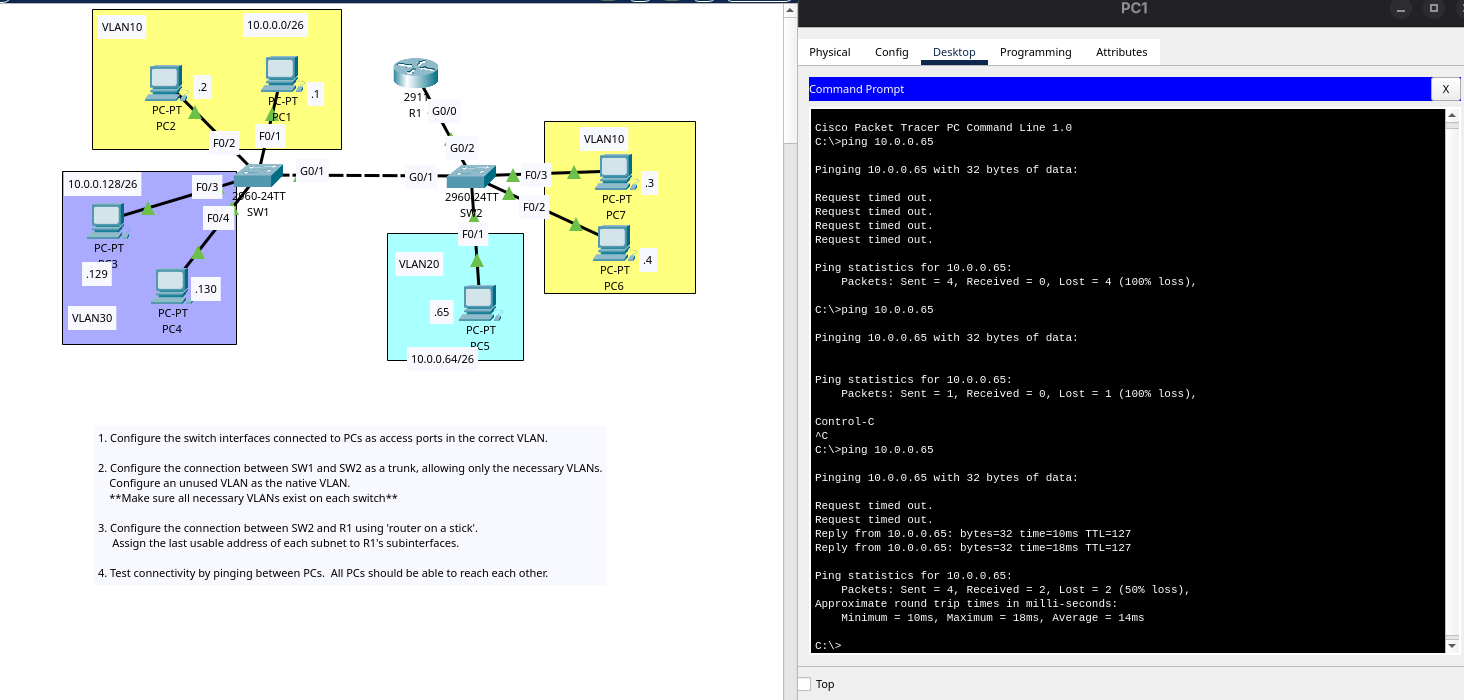 VLAN10
10.0.0.0/26
.2
.1
PC-PT
PC2
PC-PT
PC1
F0/2
F0/1
2911
R1
G0/0
G0/2
VLAN10
10.0.0.128/26
F0/3
F0/4
2960-24TT
SW1
G0/1
G0/1
2960-24TT
SW2
F0/3
F0/2
.3
PC-PT
PC7
PC-PT
PC3
.129
.130
PC-PT
PC4
VLAN30
F0/1
VLAN20
.65
PC-PT
PC5
10.0.0.64/26
.4
PC-PT
PC6
1. Configure the switch interfaces connected to PCs as access ports in the correct VLAN.
2. Configure the connection between SW1 and SW2 as a trunk, allowing only the necessary VLANs.
Configure an unused VLAN as the native VLAN.
**Make sure all necessary VLANs exist on each switch**
3. Configure the connection between SW2 and R1 using 'router on a stick'.
Assign the last usable address of each subnet to R1's subinterfaces.
4. Test connectivity by pinging between PCs.  All PCs should be able to reach each other.
PC1
Physical Config Desktop Programming Attributes
Command Prompt X
Cisco Packet Tracer PC Command Line 1.0
C:\>ping 10.0.0.65
Pinging 10.0.0.65 with 32 bytes of data:
Request timed out.
Request timed out.
Request timed out.
Request timed out.
Ping statistics for 10.0.0.65:
Packets: Sent = 4, Received = 0, Lost = 4 (100% loss),
C:\>ping 10.0.0.65
Pinging 10.0.0.65 with 32 bytes of data:
Ping statistics for 10.0.0.65:
Packets: Sent = 1, Received = 0, Lost = 1 (100% loss),
Control-C
^C
C:\>ping 10.0.0.65
Pinging 10.0.0.65 with 32 bytes of data:
Request timed out.
Request timed out.
Reply from 10.0.0.65: bytes=32 time=10ms TTL=127
Reply from 10.0.0.65: bytes=32 time=18ms TTL=127
Ping statistics for 10.0.0.65:
Packets: Sent = 4, Received = 2, Lost = 2 (50% loss),
Approximate round trip times in milli-seconds:
Minimum = 10ms, Maximum = 18ms, Average = 14ms
C:\>
Top